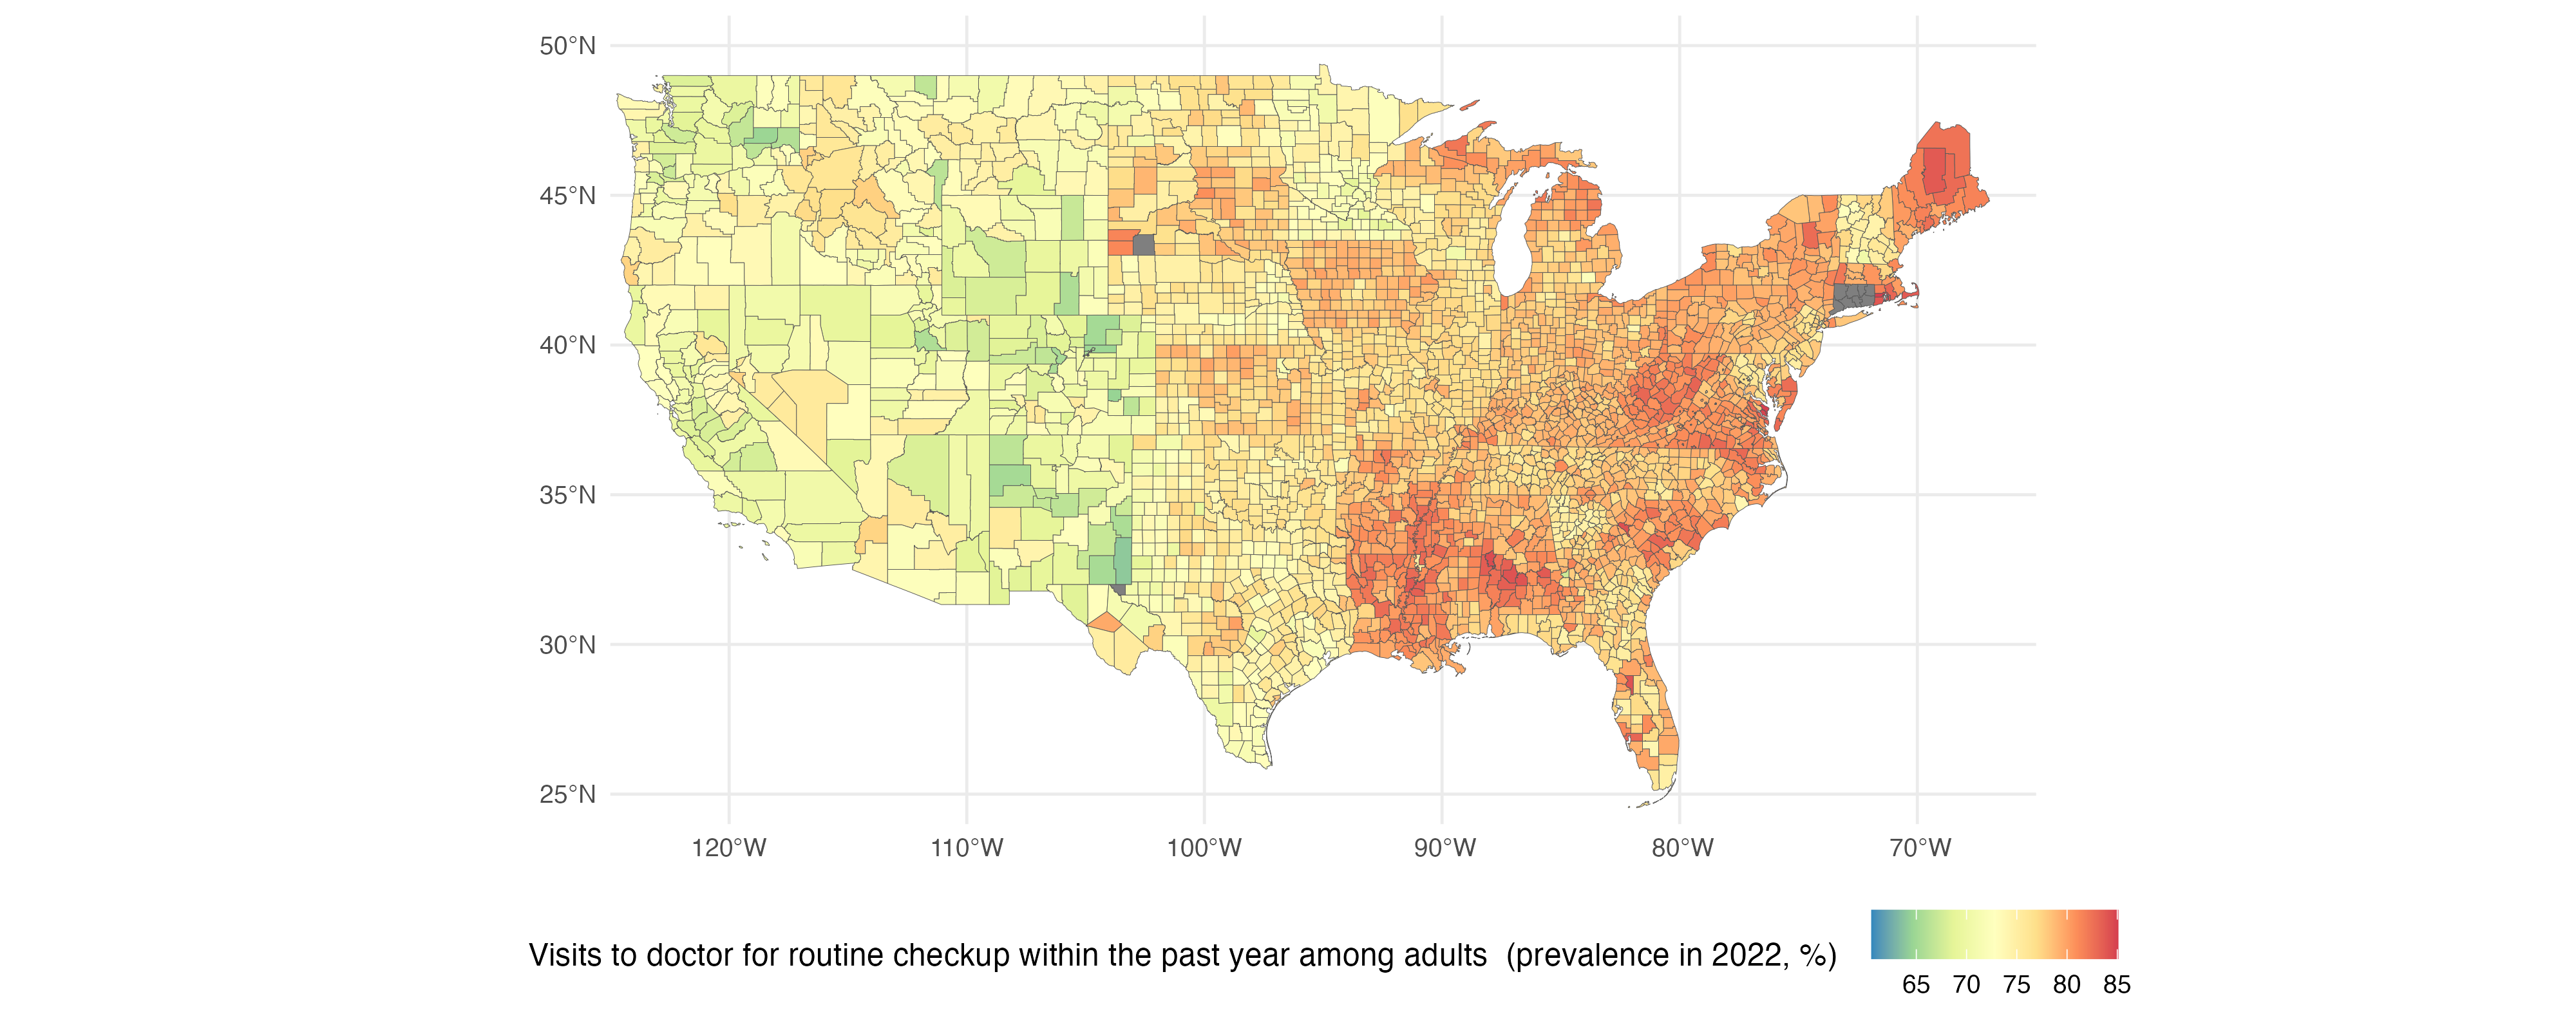 50°N
45°N
40°N
35°N
30°N
25°N
120°W 110°W 100°W 90°W 80°W 70°W
Visits to doctor for routine checkup within the past year among adults (prevalence in 2022, %)
65 70 75 80 85